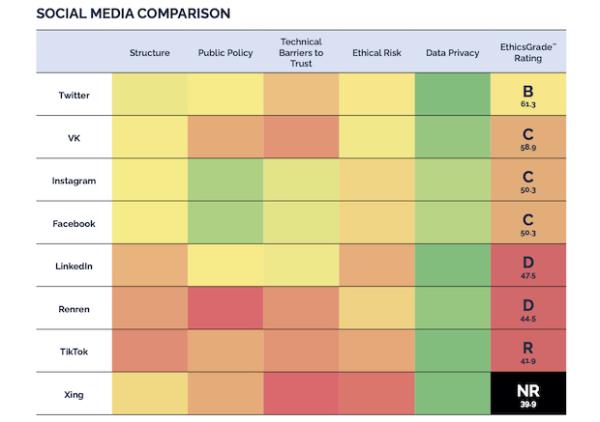 SOCIAL MEDIA COMPARISON
Structure
Public Policy
Technical
Barriers to
Trust
Ethical Risk
Data Privacy
EthicsGrade™
Rating
Twitter
B
61.3
VK
C
58.9
Instagram
C
50.3
Facebook
C
50.3
LinkedIn
D
47.5
Renren
D
44.5
TikTok
R
41.9
Xing
NR
39.9